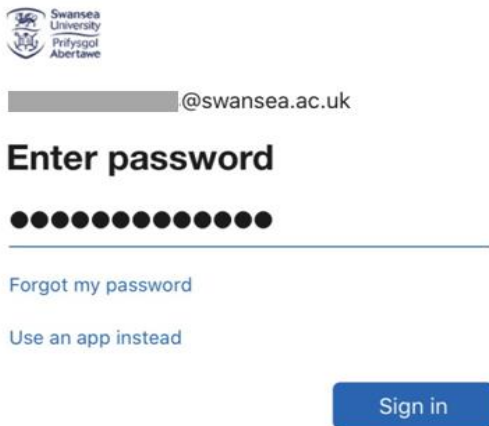 Swansea
University
Prifysgol
Abertawe
@swansea.ac.uk
Enter password
●●●●●●●●●●●●●
Forgot my password
Use an app instead
Sign in